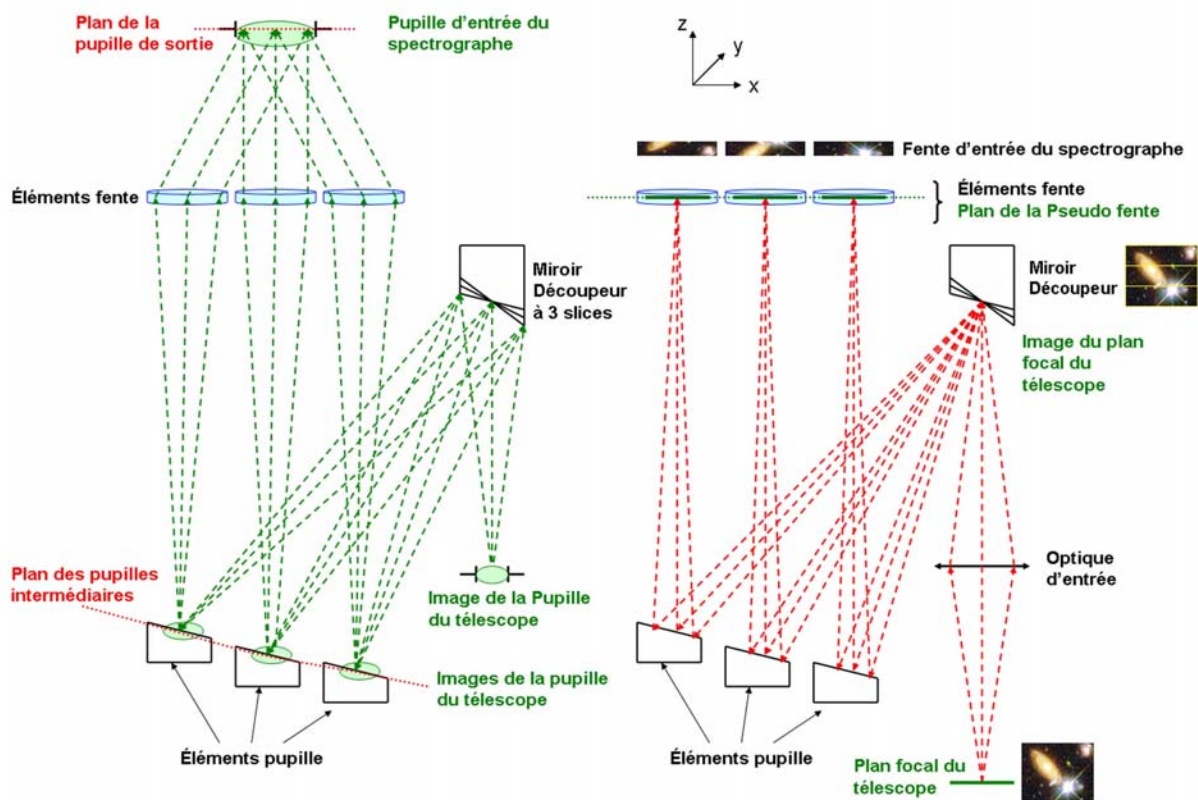 Plan de la
pupille de sortie
Pupille d'entrée du
spectrographe
Éléments fente
Miroir
Découpeur
à 3 slices
Plan des pupilles
intermédiaires
Image de la Pupille
du télescope
Images de la pupille
du télescope
Éléments pupille
z
y
x
Fente d'entrée du spectrographe
Éléments fente
Plan de la Pseudo fente
Miroir
Découpeur
Image du plan
focal du
télescope
Optique
d'entrée
Éléments pupille
Plan focal du
télescope